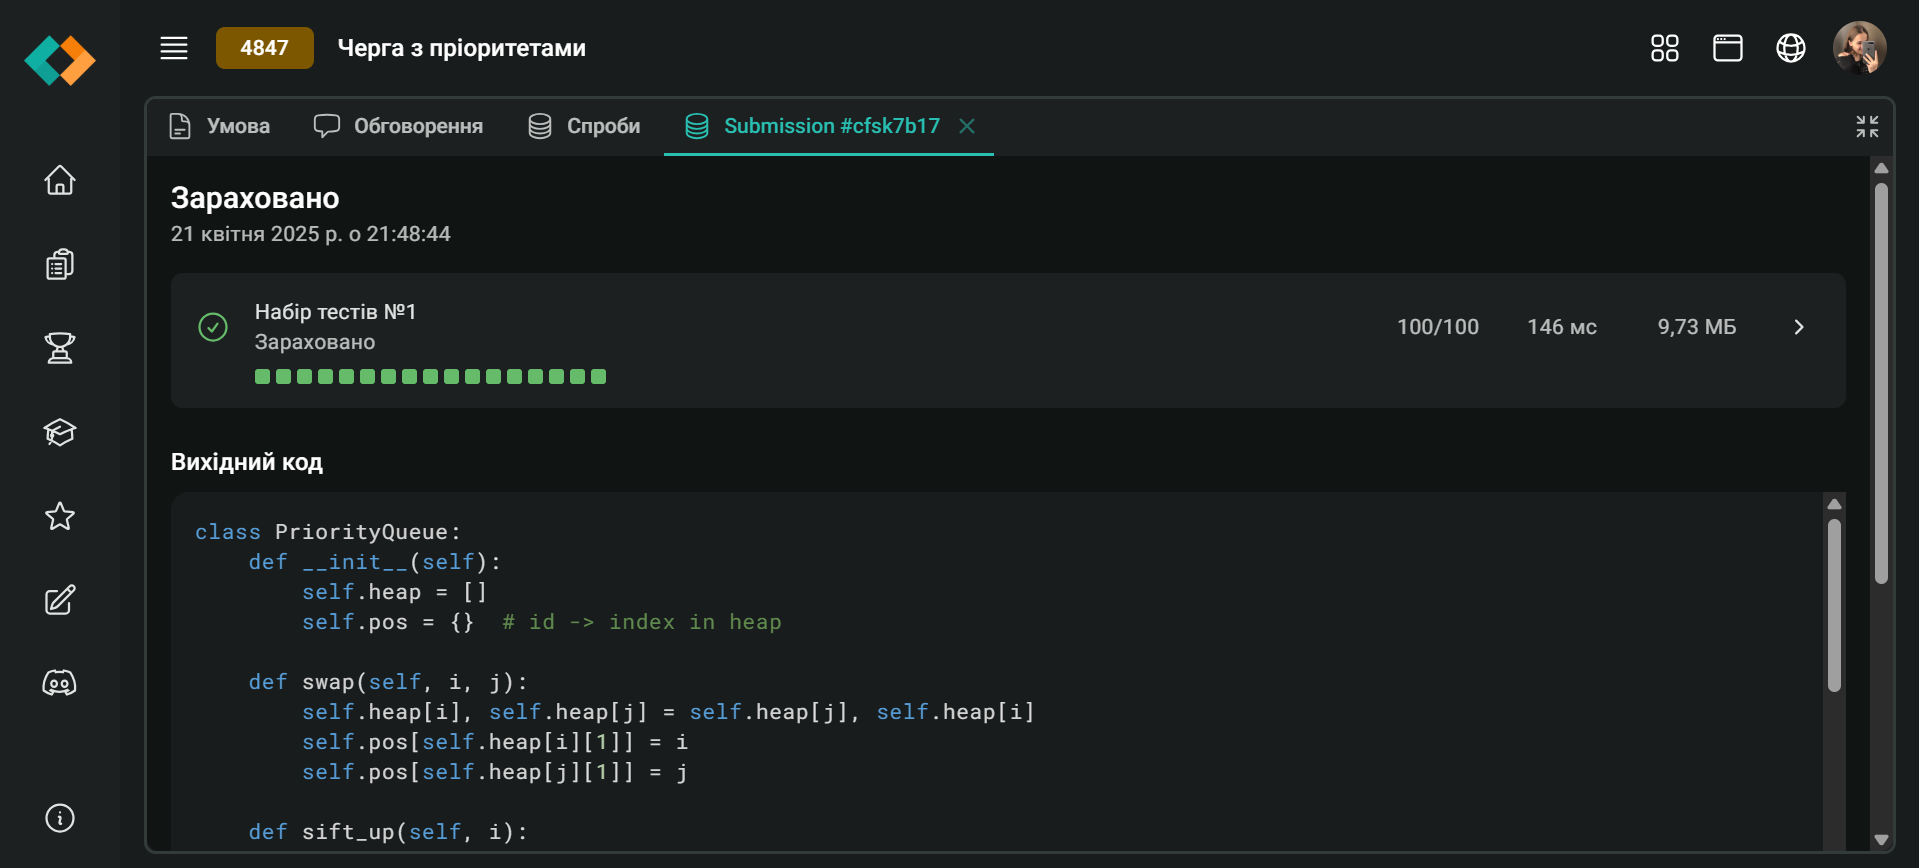 4847 Черга з пріоритетами
Умова Обговорення Спроби Submission #cfsk7b17
Зараховано
21 квітня 2025 р. о 21:48:44
Набір тестів №1
Зараховано
100/100 146 мс 9,73 МБ
Вихідний код
class PriorityQueue:
    def __init__(self):
        self.heap = []
        self.pos = {}  # id -> index in heap
    def swap(self, i, j):
        self.heap[i], self.heap[j] = self.heap[j], self.heap[i]
        self.pos[self.heap[i][1]] = i
        self.pos[self.heap[j][1]] = j
    def sift_up(self, i):